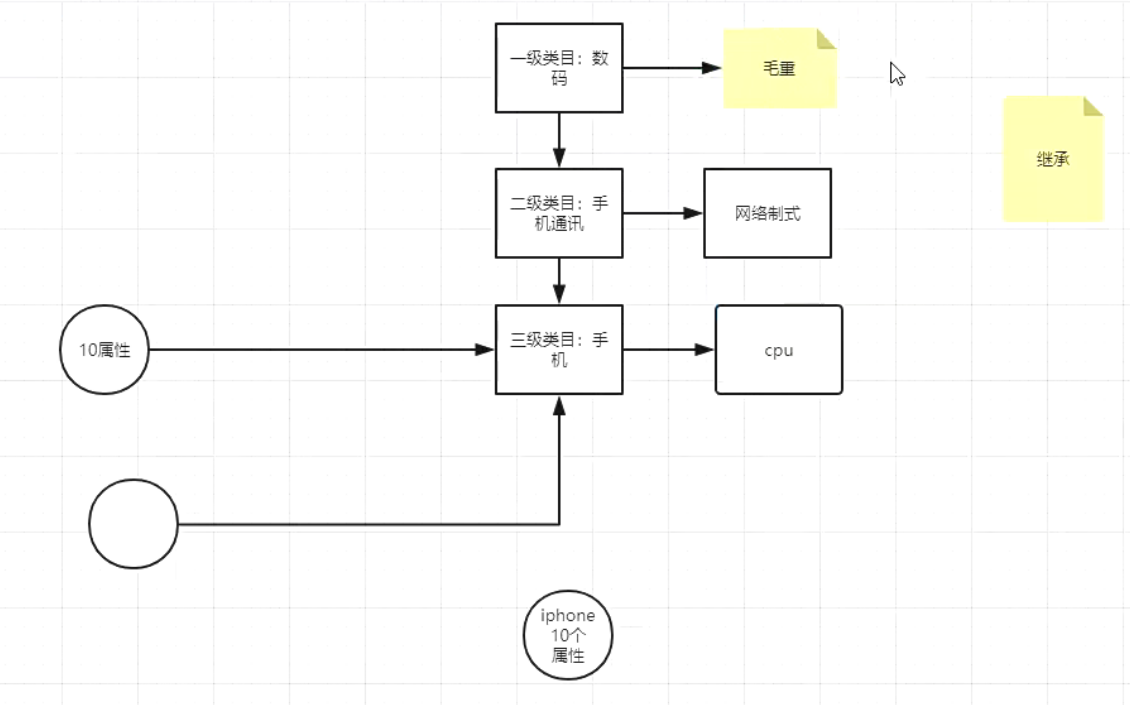 一级类目：数
码
毛重
继承
二级类目：手
机通讯
网络制式
10属性
三级类目：手
机
cpu
iphone
10个
属性